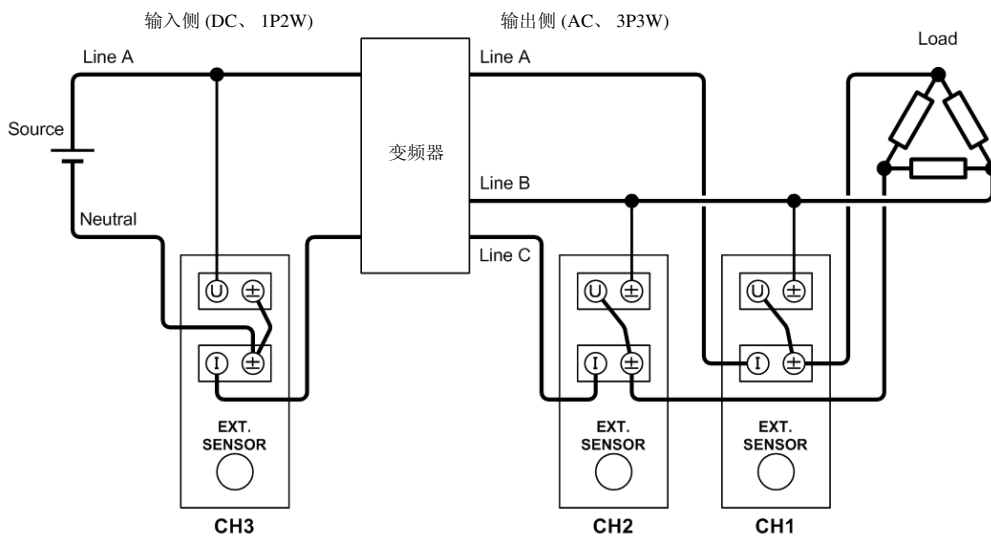 输入侧 (DC、 1P2W)
输出侧 (AC、 3P3W)
Line A
Line A
Load
Source
变频器
Line B
Neutral
Line C
U ±
U ±
U ±
I ±
I ±
I ±
EXT.
SENSOR
EXT.
SENSOR
EXT.
SENSOR
CH3
CH2
CH1